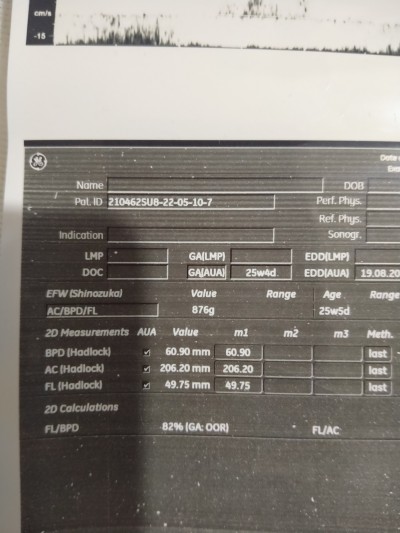 cm/s
-15
GE
Name DOB
Pat. ID 210462SU8-22-05-10-7 Perf. Phys.
Ref. Phys.
Indication Sonogr.
LMP GA(LMP) EDD(LMP)
DOC GA(AUA) 25w4d EDD(AUA) 19.08.20
EFW (Shinozuka) Value Range Age Range
AC/BPD/FL 876g 25w5d
2D Measurements AUA Value m1 m2 m3 Meth.
BPD (Hadlock) 60.90 mm 60.90 last
AC (Hadlock) 206.20 mm 206.20 last
FL (Hadlock) 49.75 mm 49.75 last
2D Calculations
FL/BPD 82% (GA: OOR) FL/AC